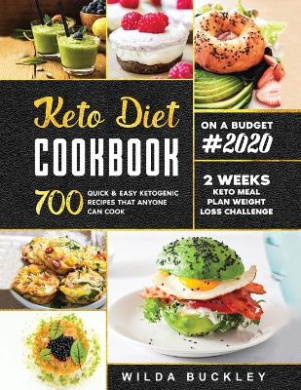 Keto Diet
COOKBOOK
700
QUICK & EASY KETOGENIC
RECIPES THAT ANYONE
CAN COOK
ON A BUDGET
#2020
2 WEEKS
KETO MEAL
PLAN WEIGHT
LOSS CHALLENGE
WILDA BUCKLEY